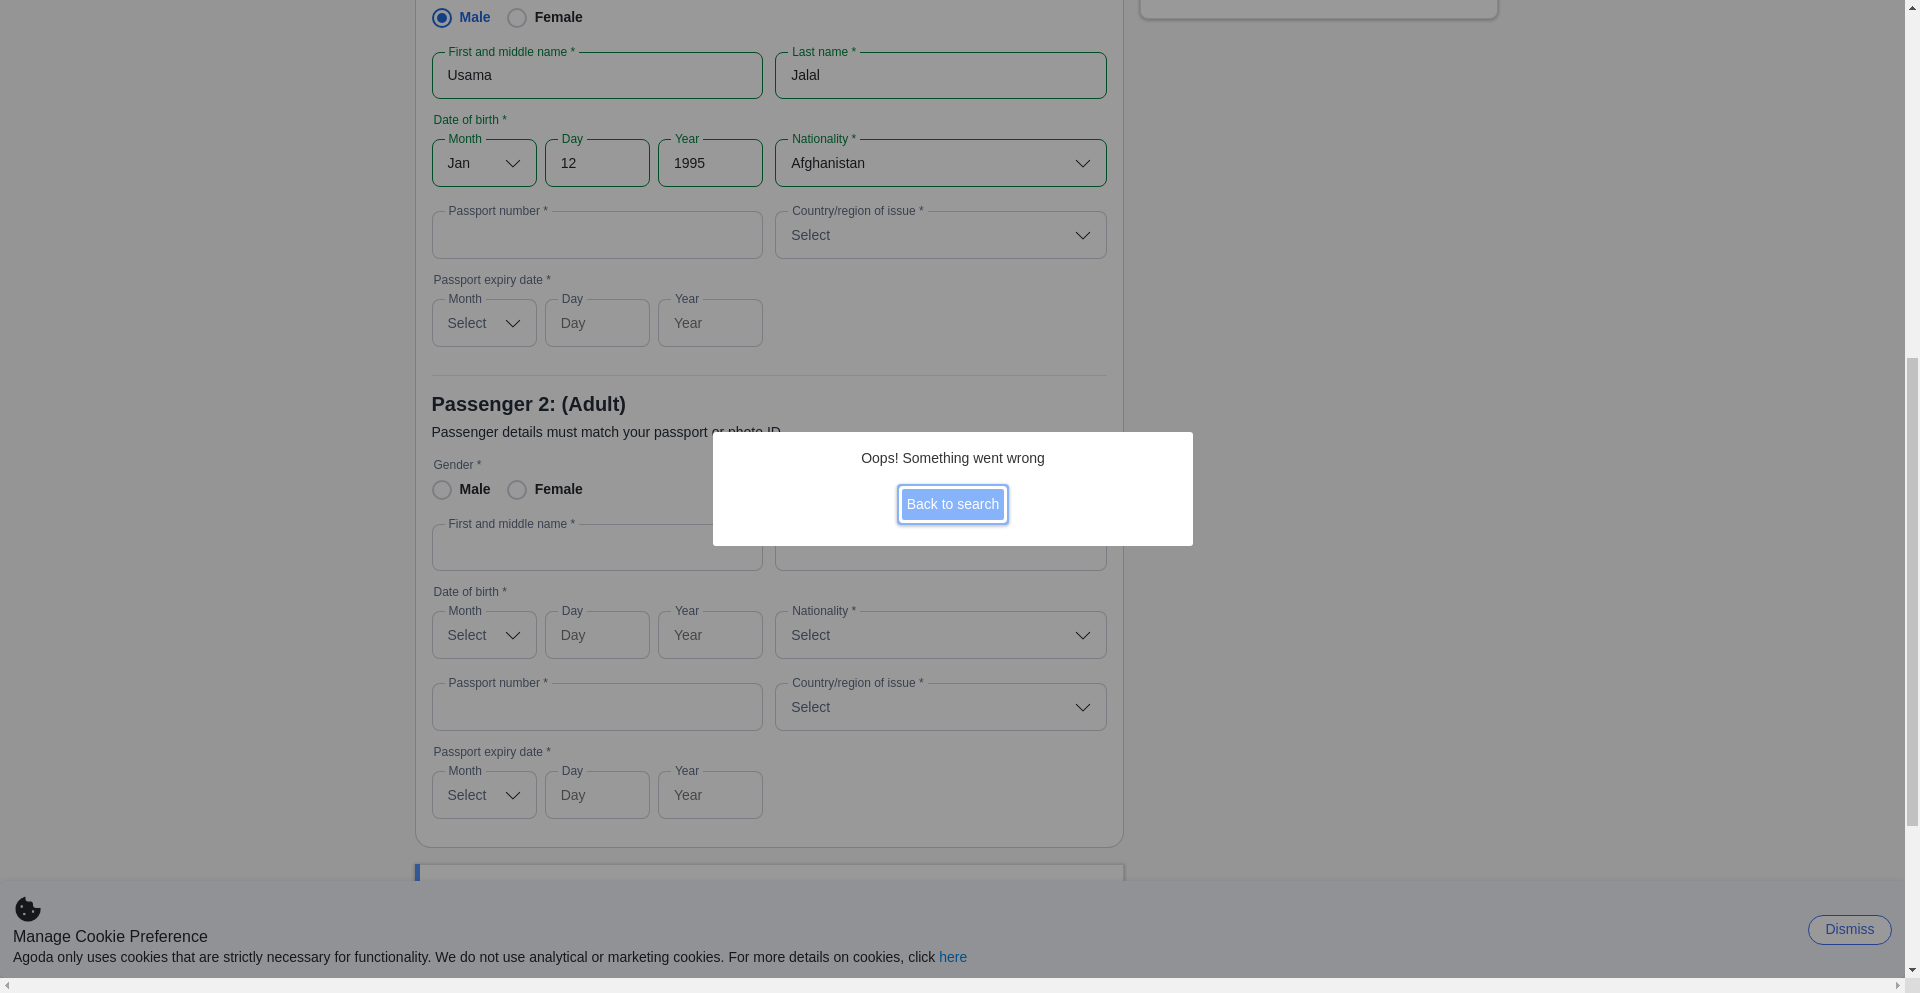 Male Female
First and middle name * Last name *
Usama Jalal
Date of birth *
Month Day Year Nationality *
Jan 12 1995 Afghanistan
Passport number * Country/region of issue *
Select
Passport expiry date *
Month Day Year
Select Day Year
Passenger 2: (Adult)
Passenger details must match your passport or photo ID
Oops! Something went wrong
Back to search
Gender *
Male Female
First and middle name *
Date of birth *
Month Day Year Nationality *
Select Day Year Select
Passport number * Country/region of issue *
Select
Passport expiry date *
Month Day Year
Select Day Year
Manage Cookie Preference
Agoda only uses cookies that are strictly necessary for functionality. We do not use analytical or marketing cookies. For more details on cookies, click here
Dismiss